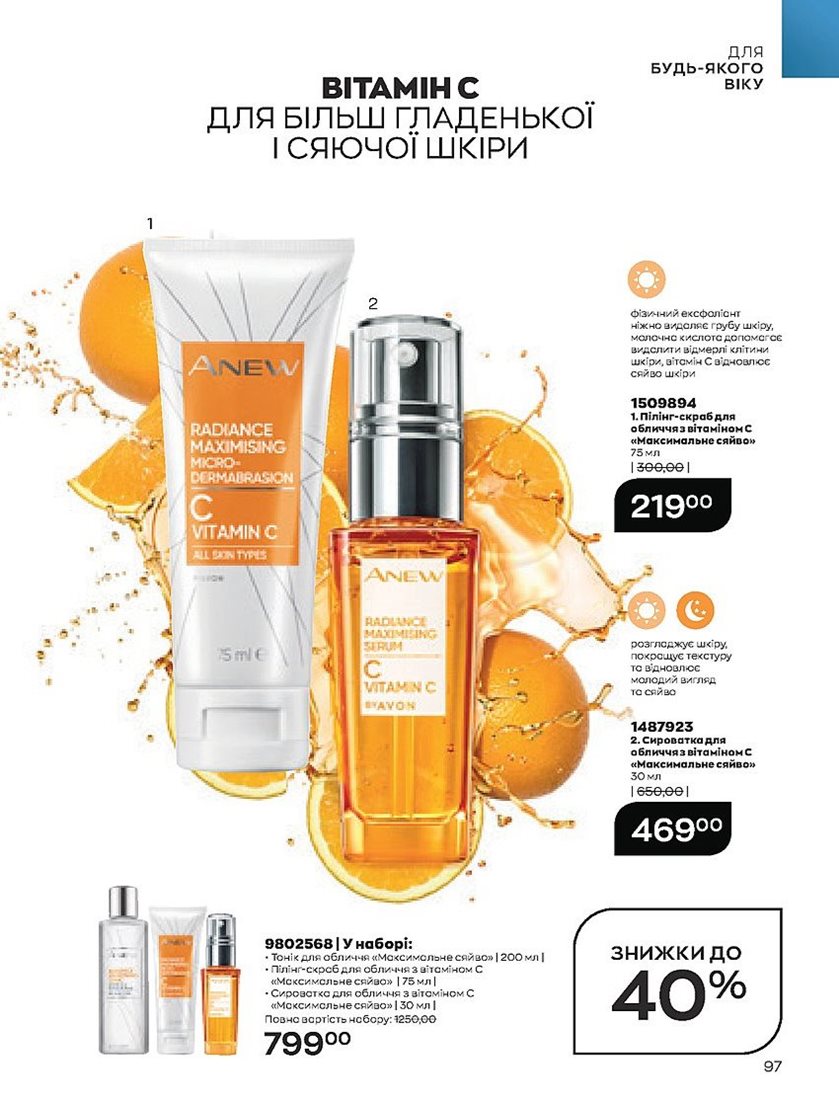 ДЛЯ
БУДЬ-ЯКОГО
ВІКУ
ВІТАМІН С
ДЛЯ БІЛЬШ ГЛАДЕНЬКОЇ
І СЯЮЧОЇ ШКІРИ
1
ANEW
RADIANCE
MAXIMISING
MICRO-
DERMABRASION
C
VITAMIN C
ALL SKIN TYPES
AVON
75 ml e
2
ANEW
RADIANCE
MAXIMISING
SERUM
C
VITAMIN C
BY AVON
фізичний ексфоліант
ніжно видаляє грубу шкіру,
молочна кислота допомагає
видалити відмерлі клітини
шкіри, вітамін С відновлює
сяйво шкіри
1509894
1. Пілінг-скраб для
обличчя з вітаміном С
«Максимальне сяйво»
75 мл
| 300,00 |
219⁰⁰
розгладжує шкіру,
покращує текстуру
та відновлює
молодий вигляд
та сяйво
1487923
2. Сироватка для
обличчя з вітаміном С
«Максимальне сяйво»
30 мл
| 650,00 |
469⁰⁰
9802568 | У наборі:
• Тонік для обличчя «Максимальне сяйво» | 200 мл |
• Пілінг-скраб для обличчя з вітаміном С
«Максимальне сяйво» | 75 мл |
• Сироватка для обличчя з вітаміном С
«Максимальне сяйво» | 30 мл |
Повна вартість набору: 1250,00
799⁰⁰
ЗНИЖКИ ДО
40%
97